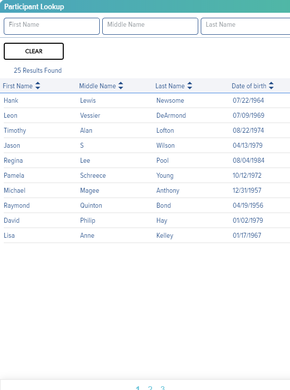 Participant Lookup
First Name Middle Name Last Name
CLEAR
25 Results Found
First Name Middle Name Last Name Date of birth
Hank Lewis Newsome 07/22/1964
Leon Vessier DeArmond 07/09/1969
Timothy Alan Lofton 08/22/1974
Jason S Wilson 04/13/1979
Regina Lee Pool 08/04/1984
Pamela Schreece Young 10/12/1972
Michael Magee Anthony 12/31/1957
Raymond Quinton Bond 04/19/1956
David Philip Hay 01/02/1979
Lisa Anne Kelley 01/17/1967
1 2 3